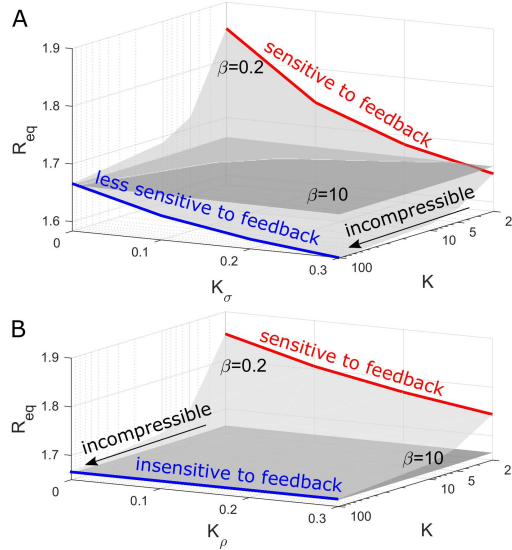 A
1.9
β=0.2
sensitive to feedback
1.8
R_eq
1.7
less sensitive to feedback
β=10
1.6
incompressible
0
0.1
0.2
0.3
K_σ
100
10
5
2
K
B
1.9
β=0.2
sensitive to feedback
1.8
R_eq
incompressible
1.7
insensitive to feedback
β=10
0
0.1
0.2
0.3
K_ρ
100
10
5
2
K